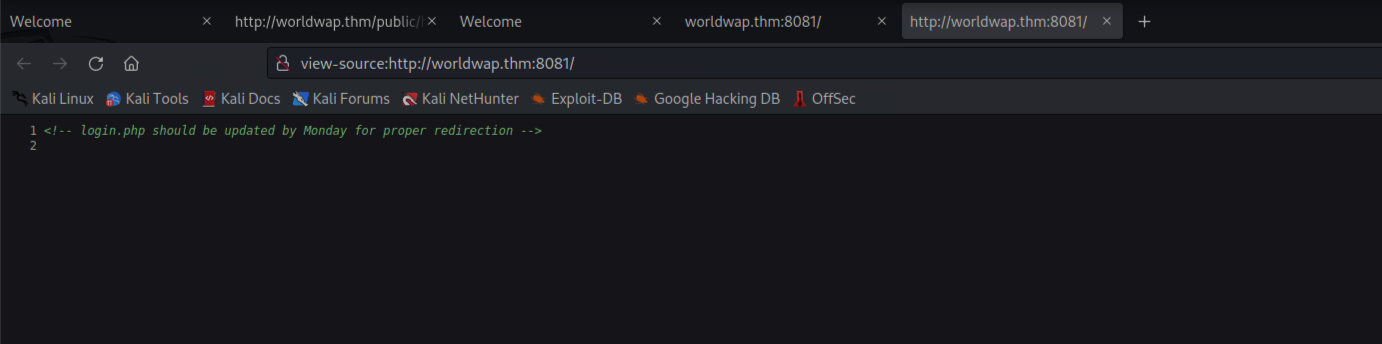 Welcome
http://worldwap.thm/public/
Welcome
worldwap.thm:8081/
http://worldwap.thm:8081/
view-source:http://worldwap.thm:8081/
Kali Linux
Kali Tools
Kali Docs
Kali Forums
Kali NetHunter
Exploit-DB
Google Hacking DB
OffSec
1 <!-- login.php should be updated by Monday for proper redirection -->
2